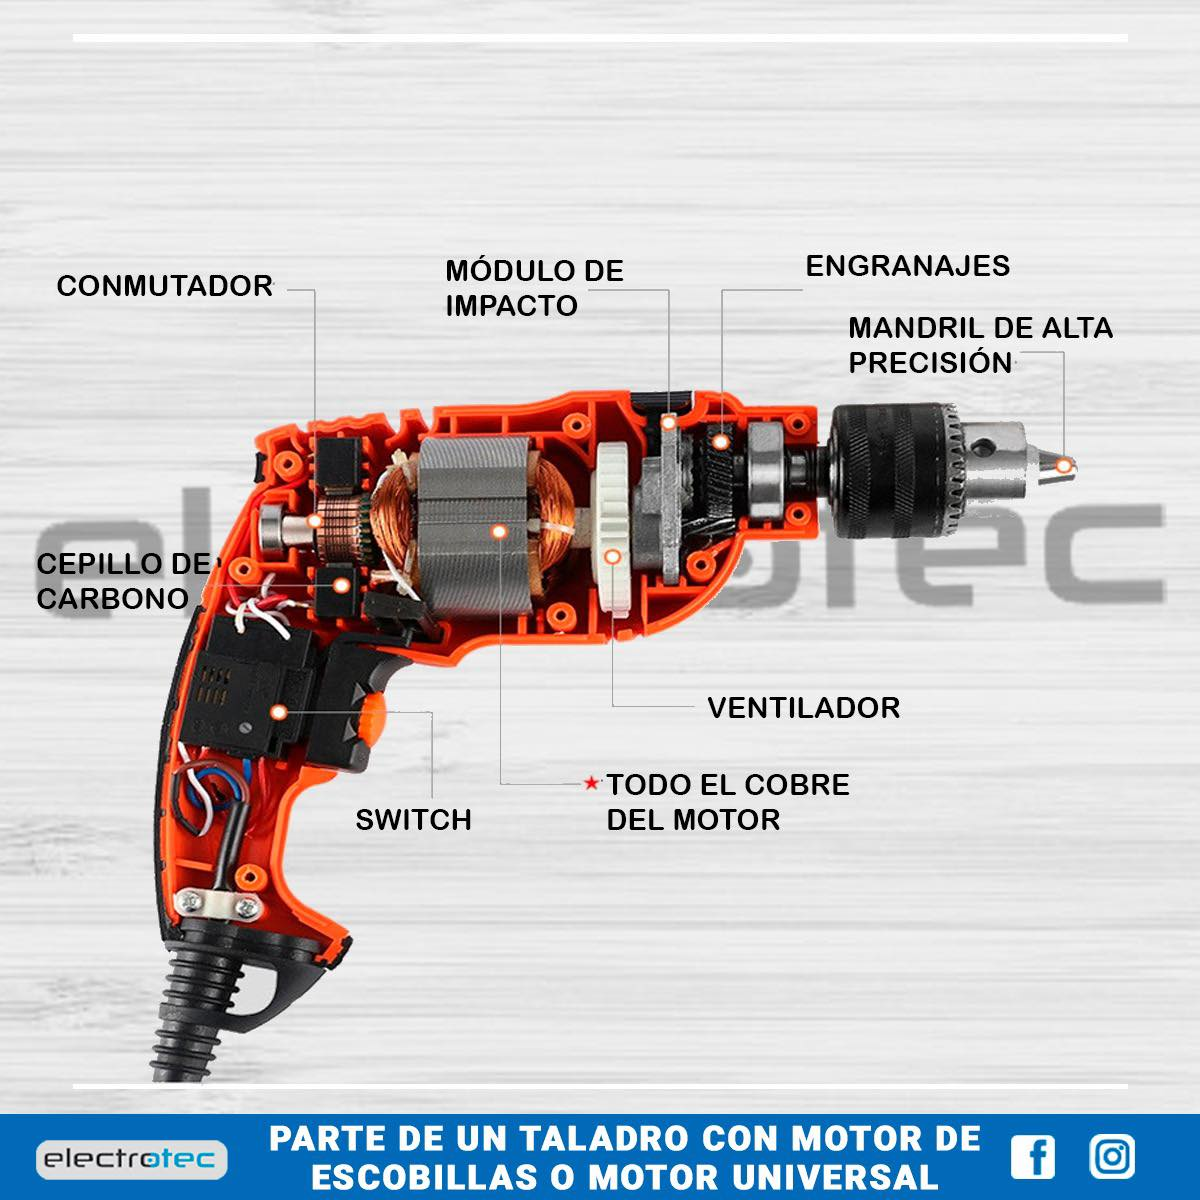 CONMUTADOR
MÓDULO DE
IMPACTO
ENGRANAJES
MANDRIL DE ALTA
PRECISIÓN
CEPILLO DE
CARBONO
VENTILADOR
★ TODO EL COBRE
DEL MOTOR
SWITCH
electrotec
PARTE DE UN TALADRO CON MOTOR DE
ESCOBILLAS O MOTOR UNIVERSAL